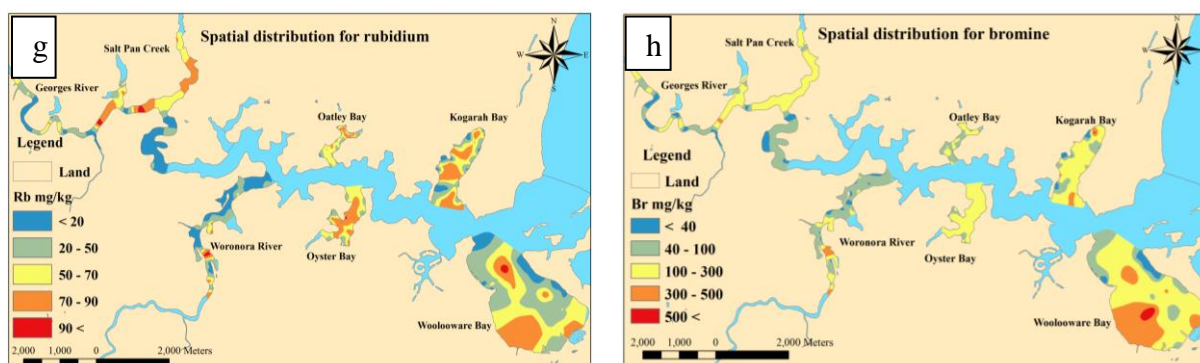 g
Spatial distribution for rubidium
N
W E
S
Salt Pan Creek
Georges River
Oatley Bay
Kogarah Bay
Legend
Land
Rb mg/kg
< 20
20 - 50
50 - 70
70 - 90
90 <
Woronora River
Oyster Bay
Woolooware Bay
2,000 1,000 0 2,000 Meters
h
Spatial distribution for bromine
N
W E
S
Salt Pan Creek
Georges River
Oatley Bay
Kogarah Bay
Legend
Land
Br mg/kg
< 40
40 - 100
100 - 300
300 - 500
500 <
Woronora River
Oyster Bay
Woolooware Bay
2,000 1,000 0 2,000 Meters